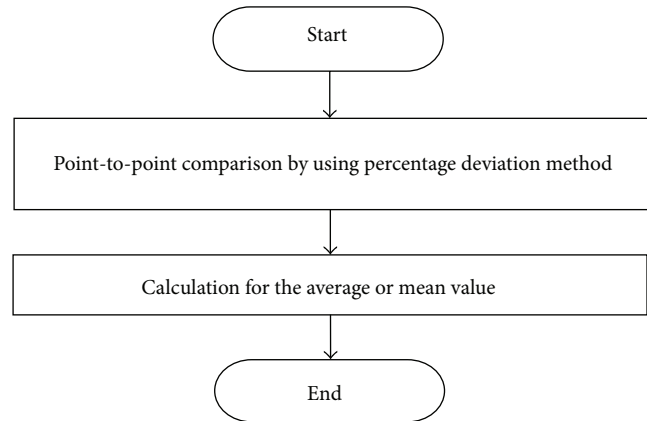 Start
Point-to-point comparison by using percentage deviation method
Calculation for the average or mean value
End